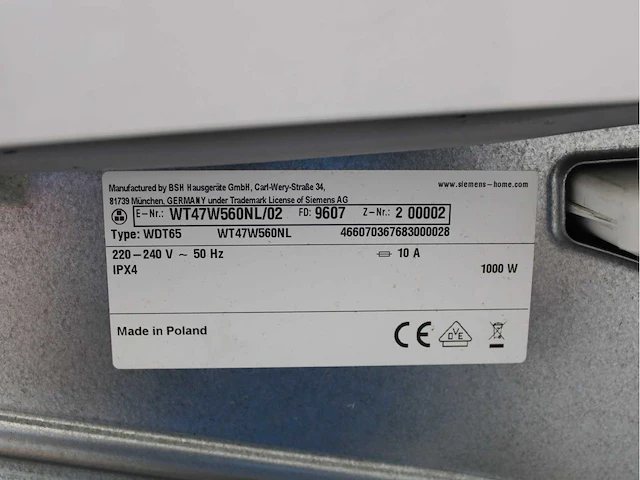 Manufactured by BSH Hausgeräte GmbH, Carl-Wery-Straße 34, www.siemens-home.com
81739 München, GERMANY under Trademark License of Siemens AG
E-Nr.: WT47W560NL/02 FD: 9607 Z-Nr.: 2 00002
Type: WDT65 WT47W560NL 466070367683000028
220-240 V ~ 50 Hz 10 A
IPX4 1000 W
Made in Poland CE DVE